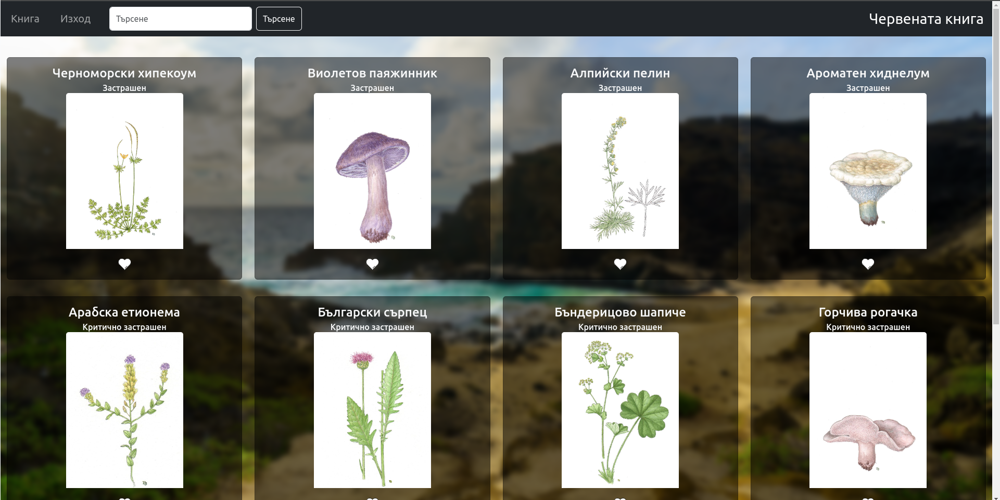 Книга Изход Търсене Търсене Червената книга
Черноморски хипекоум
Застрашен
Виолетов паяжинник
Застрашен
Алпийски пелин
Застрашен
Ароматен хиднелум
Застрашен
Арабска етионема
Критично застрашен
Български сърпец
Критично застрашен
Бъндерицово шапиче
Критично застрашен
Горчива рогачка
Критично застрашен